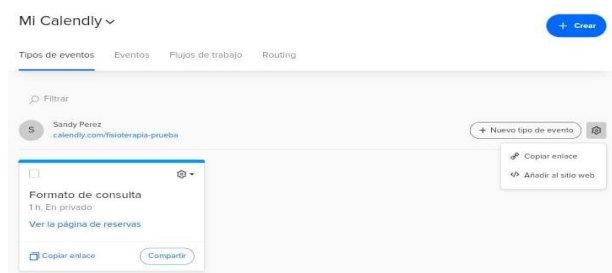 Mi Calendly
+ Crear
Tipos de eventos Eventos Flujos de trabajo Routing
Filtrar
S
Sandy Perez
calendly.com/fisioterapia-prueba
+ Nuevo tipo de evento
Copiar enlace
</> Añadir al sitio web
Formato de consulta
1 h, En privado
Ver la página de reservas
Copiar enlace
Compartir